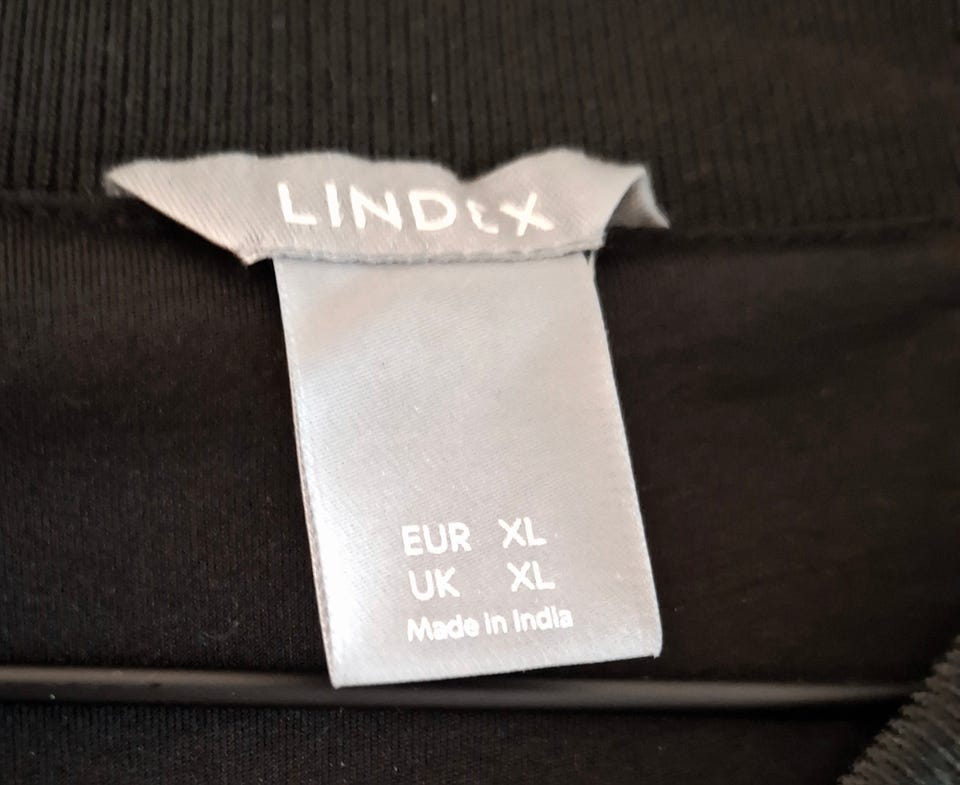 LINDEX
EUR XL
UK XL
Made in India